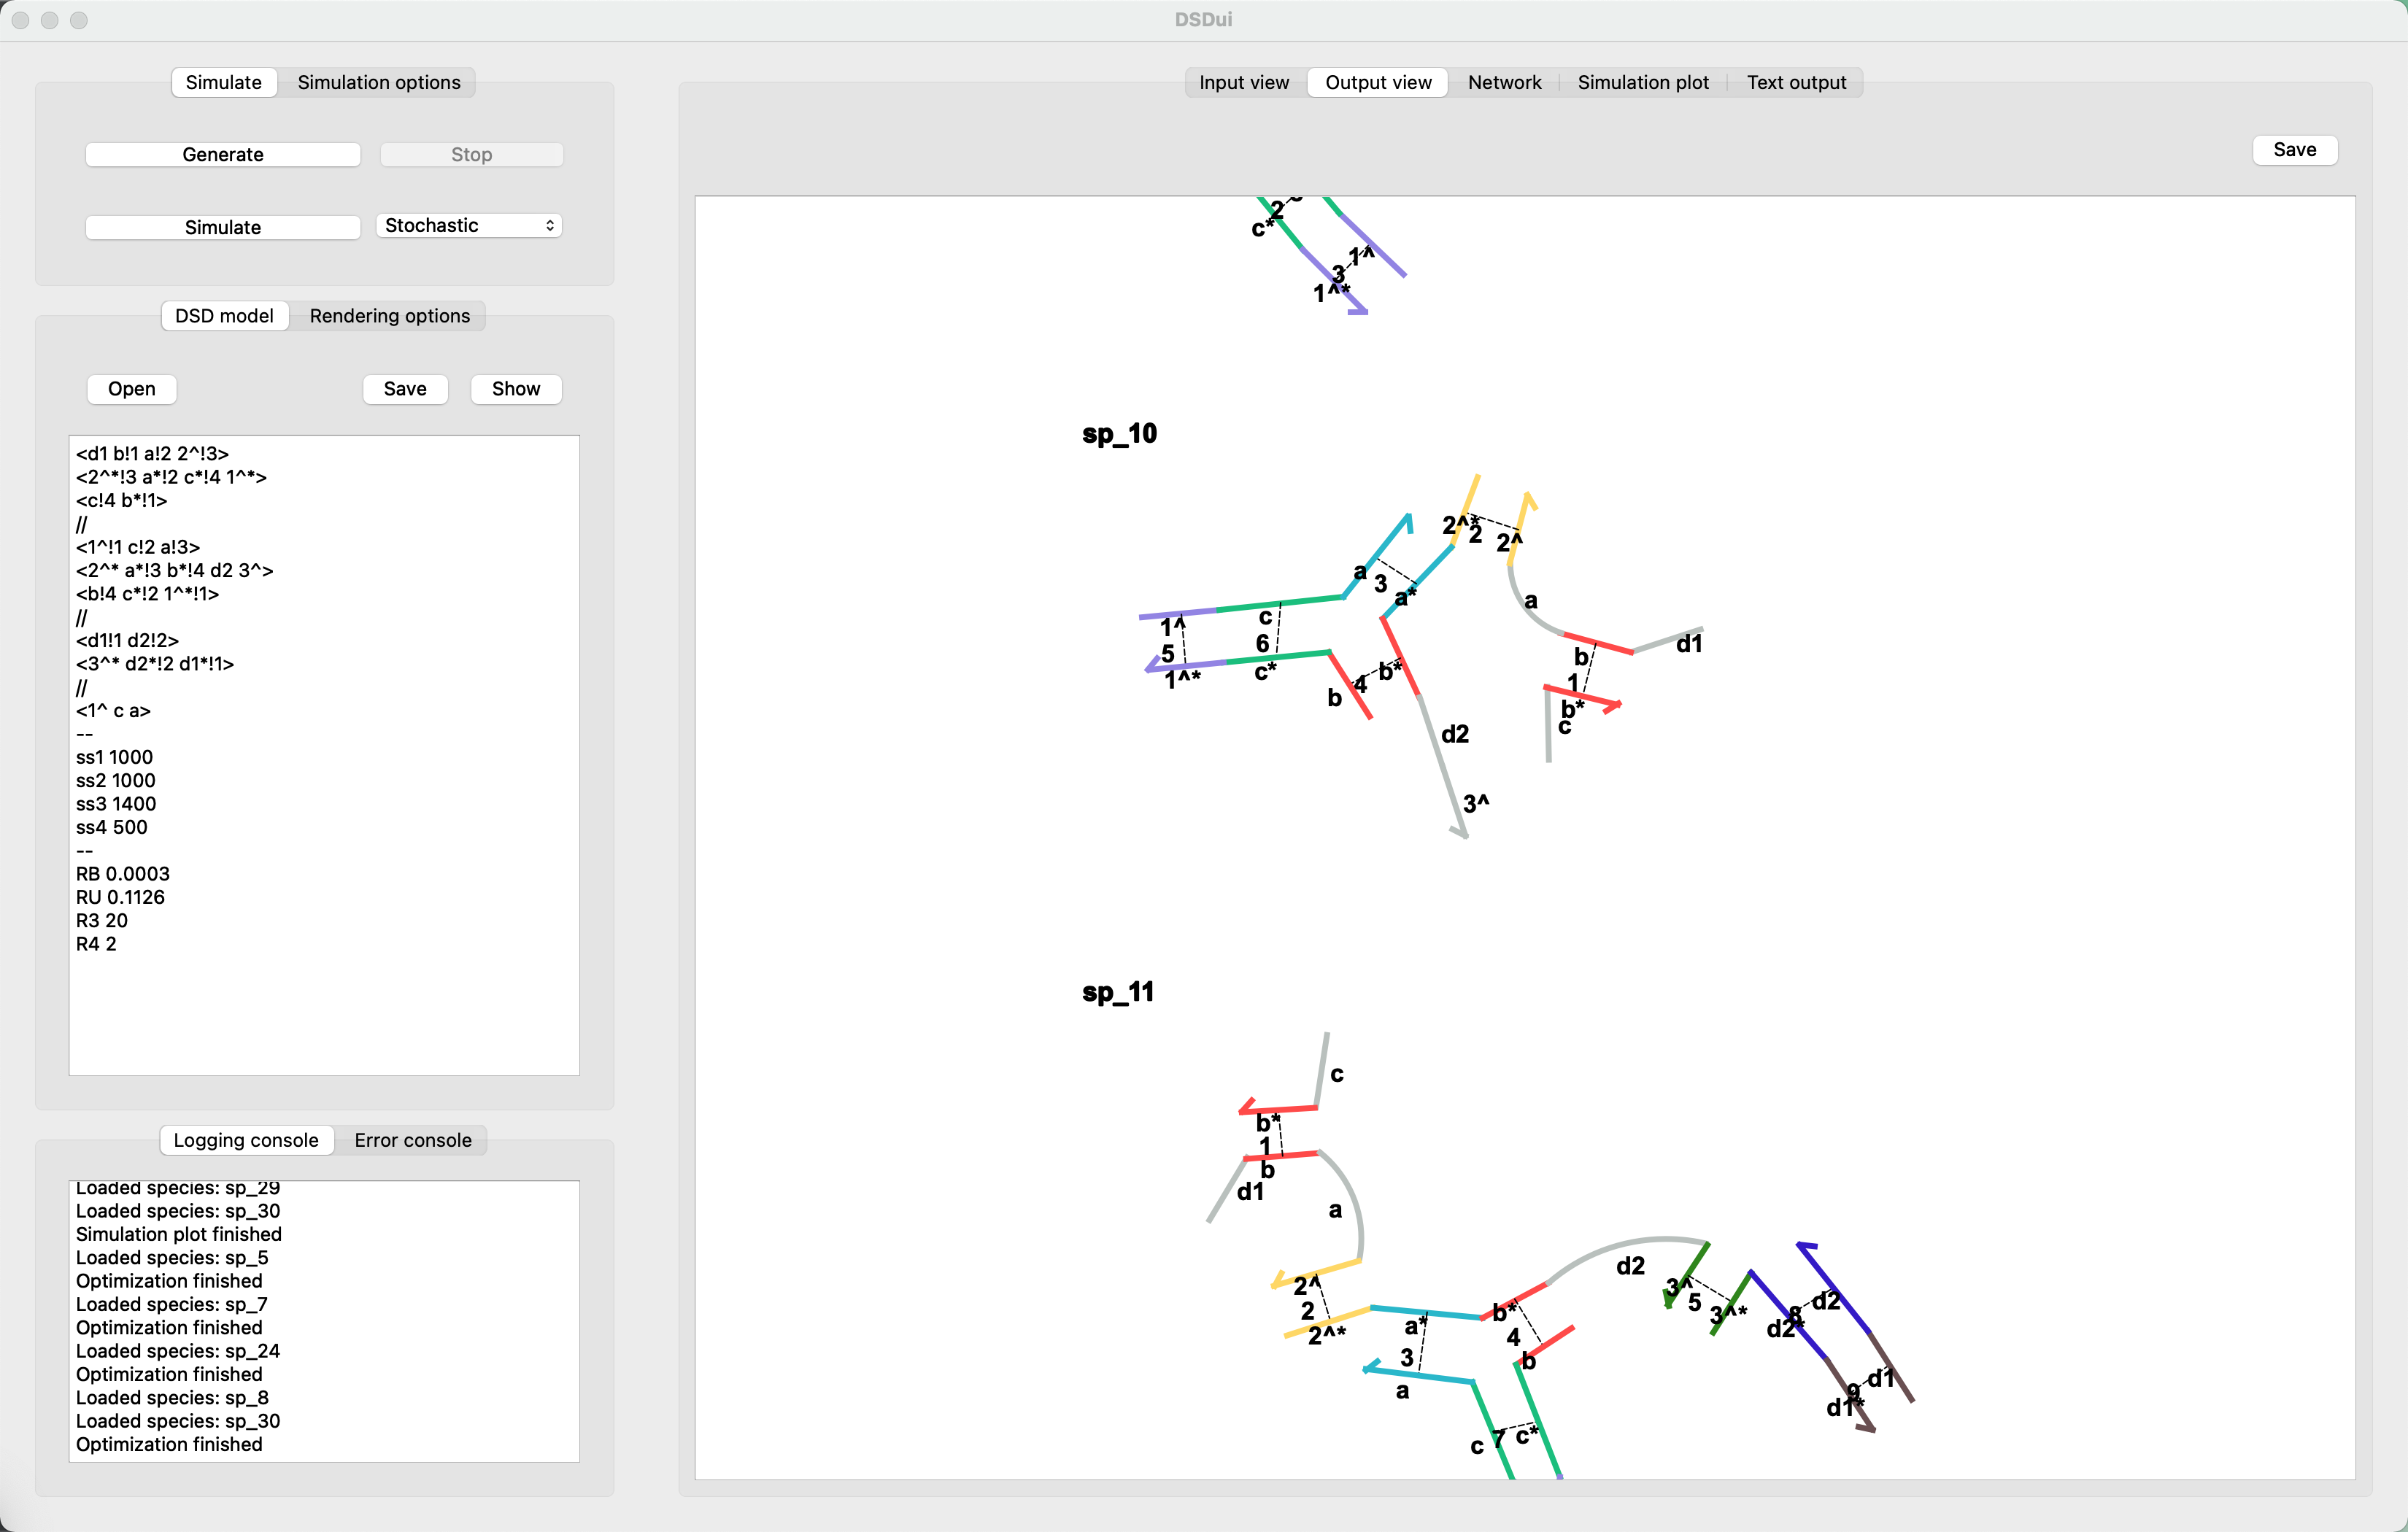 DSDui
Simulate Simulation options
Generate Stop
Simulate Stochastic
DSD model Rendering options
Open Save Show
<d1 b!1 a!2 2^!3>
<2^*!3 a*!2 c*!4 1^*>
<c!4 b*!1>
//
<1^!1 c!2 a!3>
<2^* a*!3 b*!4 d2 3^>
<b!4 c*!2 1^*!1>
//
<d1!1 d2!2>
<3^* d2*!2 d1*!1>
//
<1^ c a>
--
ss1 1000
ss2 1000
ss3 1400
ss4 500
--
RB 0.0003
RU 0.1126
R3 20
R4 2
Logging console Error console
Loaded species: sp_29
Loaded species: sp_30
Simulation plot finished
Loaded species: sp_5
Optimization finished
Loaded species: sp_7
Optimization finished
Loaded species: sp_24
Optimization finished
Loaded species: sp_8
Loaded species: sp_30
Optimization finished
Input view Output view Network Simulation plot Text output
Save
2
c*
1^
3
1^*
sp_10
2^* 2 2^
a 3 a*
a
1^ c
5 6
1^* c*
b 4 b*
b d1
1
b*
c
d2
3^
sp_11
c
b*
1
b
d1
a
2^
2
2^*
a*
3
a
b*
4
b
d2
3^ 5 3^*
8 d2
d2*
9 d1
d1*
c 7 c*